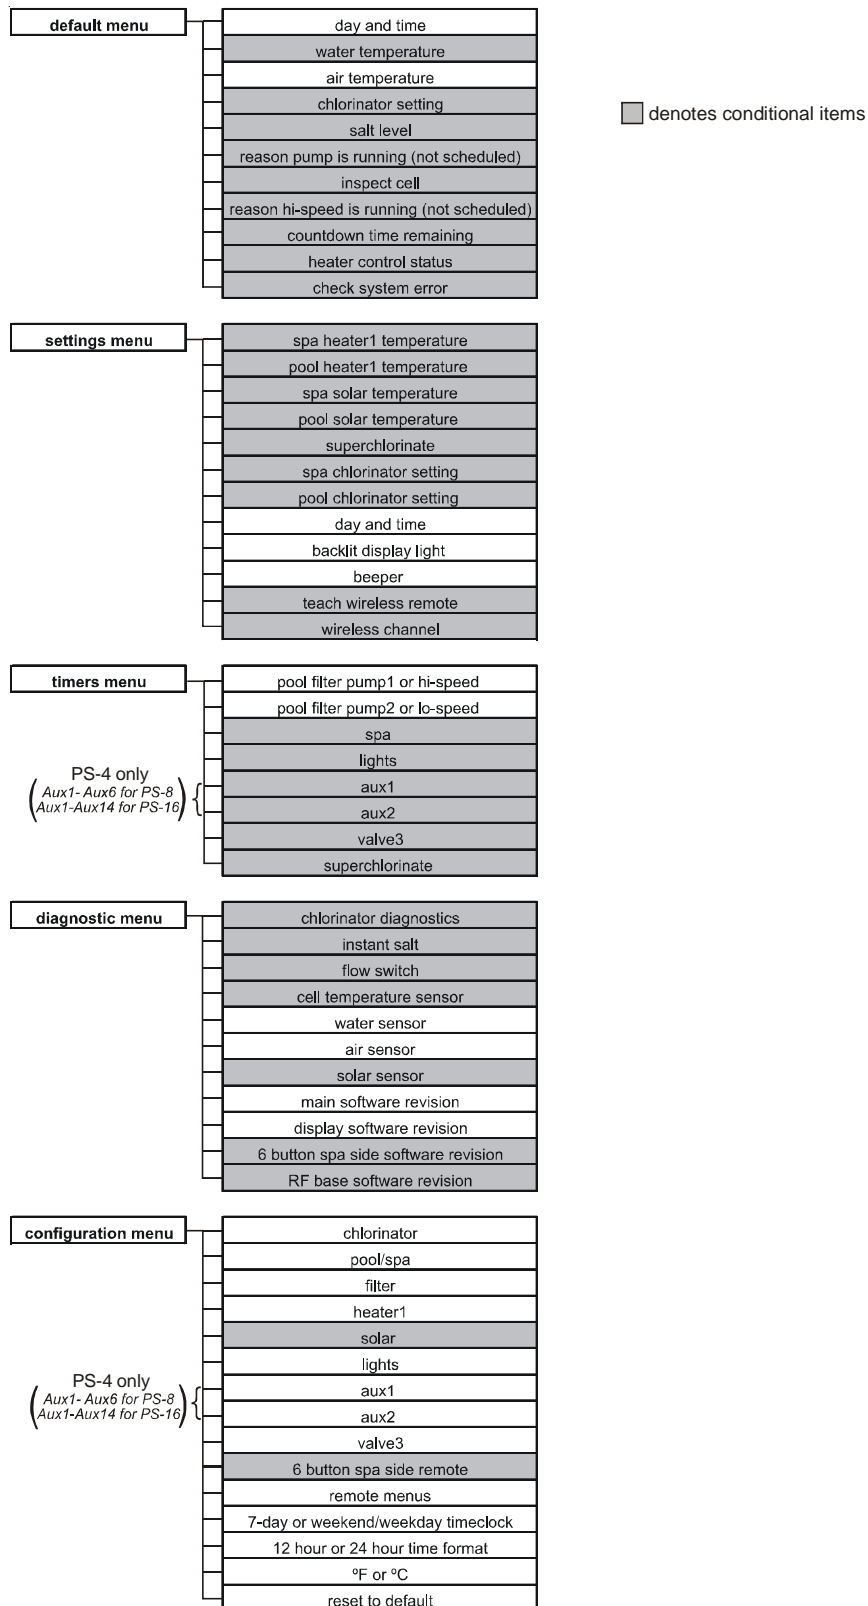 default menu
day and time
water temperature
air temperature
chlorinator setting
salt level
reason pump is running (not scheduled)
inspect cell
reason hi-speed is running (not scheduled)
countdown time remaining
heater control status
check system error
denotes conditional items
settings menu
spa heater1 temperature
pool heater1 temperature
spa solar temperature
pool solar temperature
superchlorinate
spa chlorinator setting
pool chlorinator setting
day and time
backlit display light
beeper
teach wireless remote
wireless channel
timers menu
pool filter pump1 or hi-speed
pool filter pump2 or lo-speed
spa
lights
PS-4 only
(Aux1- Aux6 for PS-8
Aux1-Aux14 for PS-16)
aux1
aux2
valve3
superchlorinate
diagnostic menu
chlorinator diagnostics
instant salt
flow switch
cell temperature sensor
water sensor
air sensor
solar sensor
main software revision
display software revision
6 button spa side software revision
RF base software revision
configuration menu
chlorinator
pool/spa
filter
heater1
solar
lights
PS-4 only
(Aux1- Aux6 for PS-8
Aux1-Aux14 for PS-16)
aux1
aux2
valve3
6 button spa side remote
remote menus
7-day or weekend/weekday timeclock
12 hour or 24 hour time format
ºF or ºC
reset to default